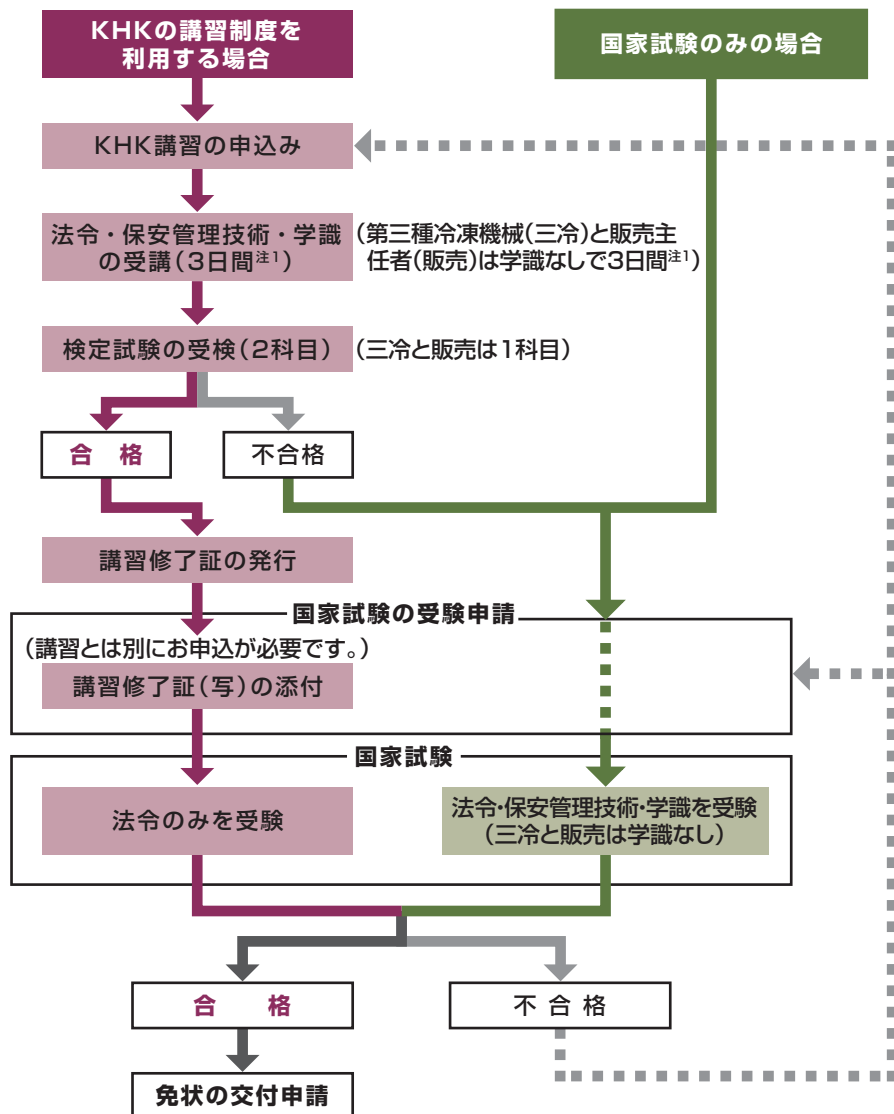 KHKの講習制度を
利用する場合
国家試験のみの場合
KHK講習の申込み
法令・保安管理技術・学識
の受講(3日間注1)
(第三種冷凍機械(三冷)と販売主
任者(販売)は学識なしで3日間注1)
検定試験の受検(2科目)
(三冷と販売は1科目)
合 格
不合格
講習修了証の発行
国家試験の受験申請
(講習とは別にお申込が必要です。)
講習修了証(写)の添付
国家試験
法令のみを受験
法令・保安管理技術・学識を受験
(三冷と販売は学識なし)
合 格
不 合 格
免状の交付申請